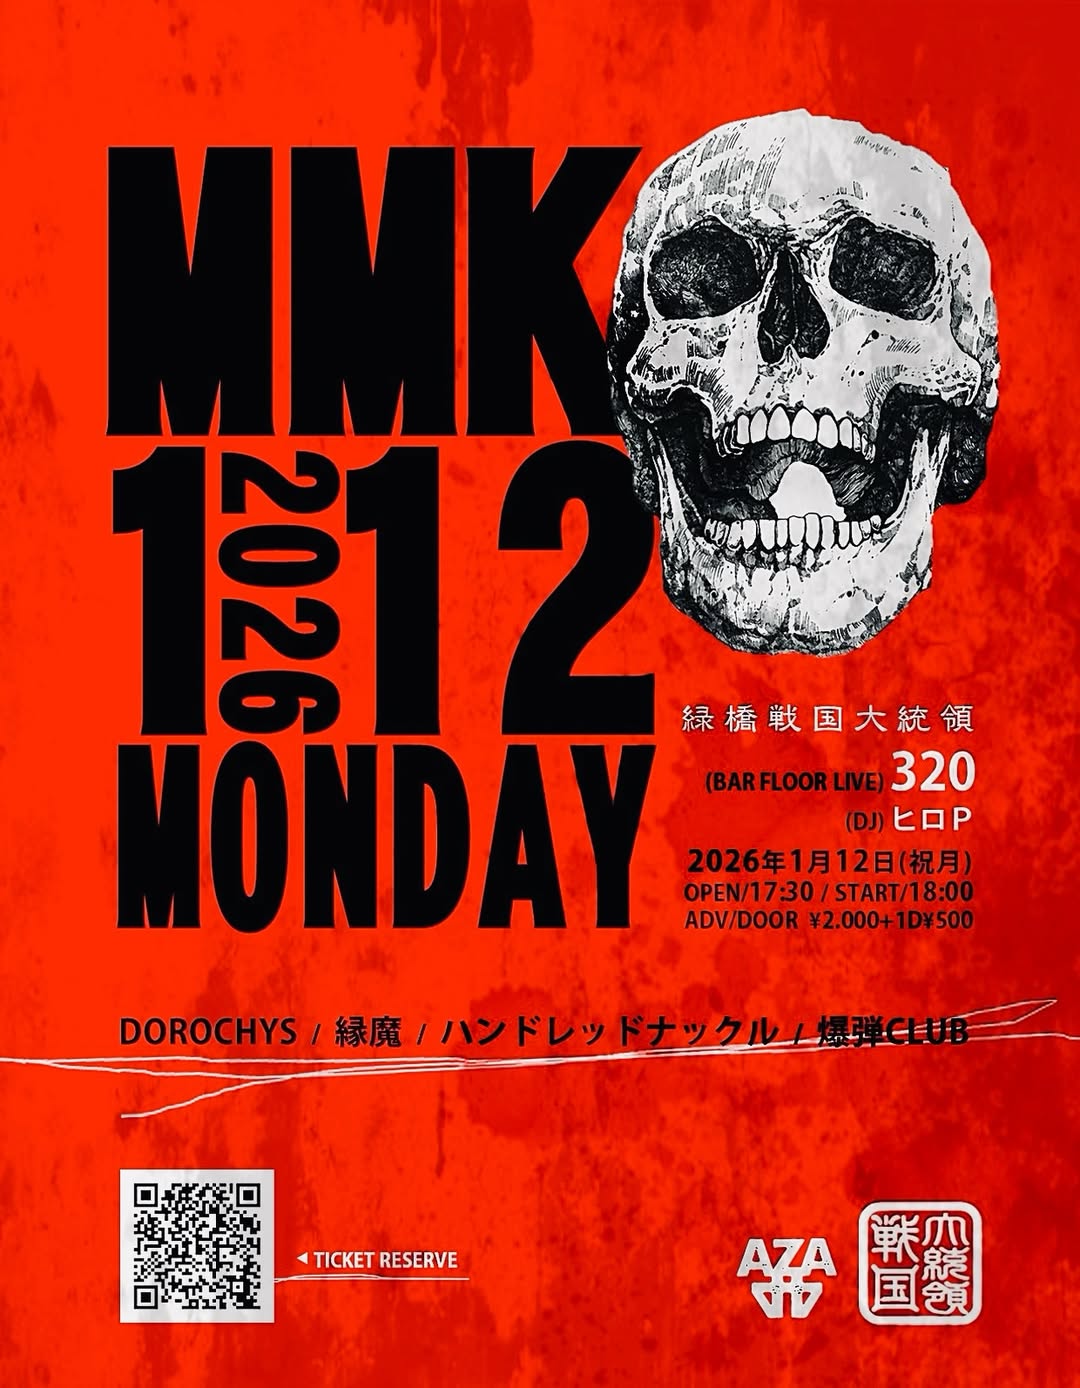 MMK
112
2026
MONDAY
緑橋戦国大統領
(BAR FLOOR LIVE) 320
(DJ) ヒロP
2026年1月12日(祝月)
OPEN/17:30 / START/18:00
ADV/DOOR ¥2.000+1D¥500
DOROCHYS / 縁魔 / ハンドレッドナックル / 爆弾CLUB
◀ TICKET RESERVE
AZA
戦国大統領